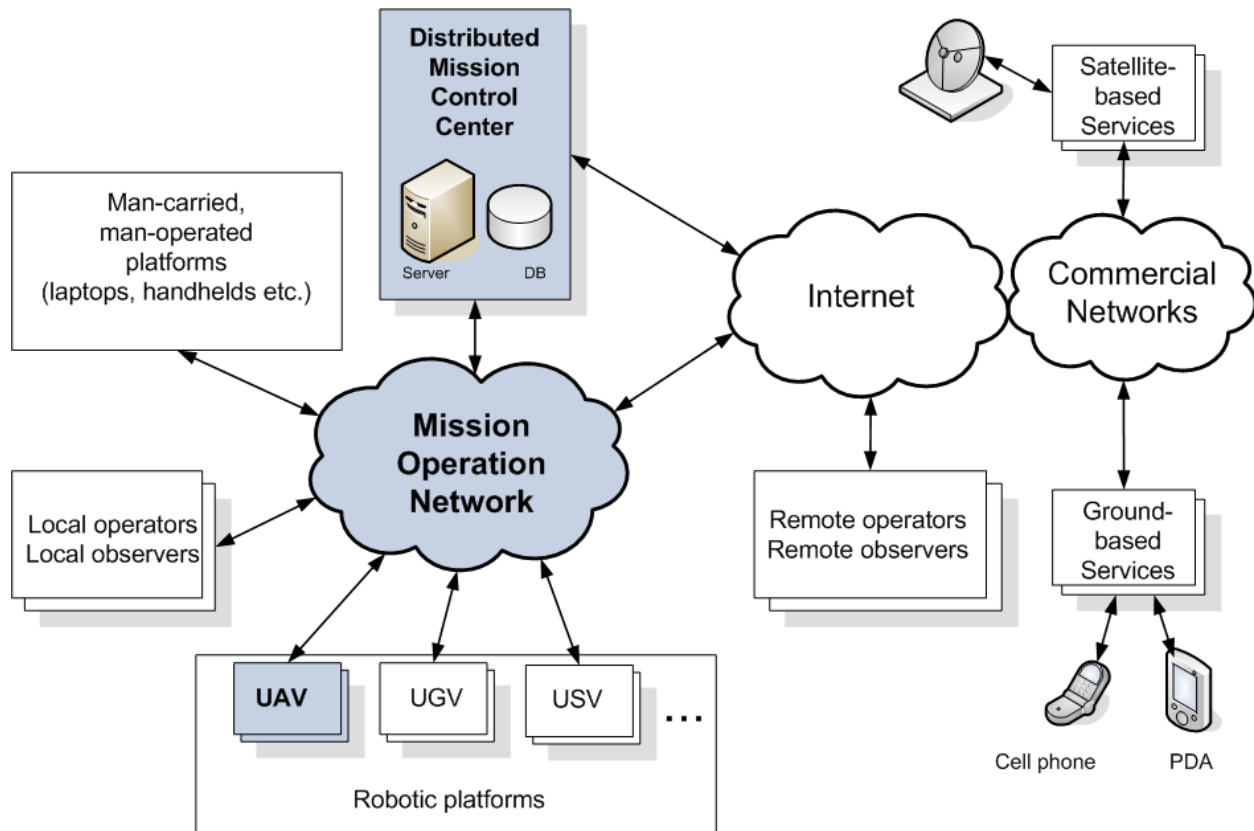 Distributed
Mission
Control
Center
Server
DB
Satellite-
based
Services
Man-carried,
man-operated
platforms
(laptops, handhelds etc.)
Internet
Commercial
Networks
Mission
Operation
Network
Local operators
Local observers
Remote operators
Remote observers
Ground-
based
Services
UAV
UGV
USV
...
Robotic platforms
Cell phone
PDA